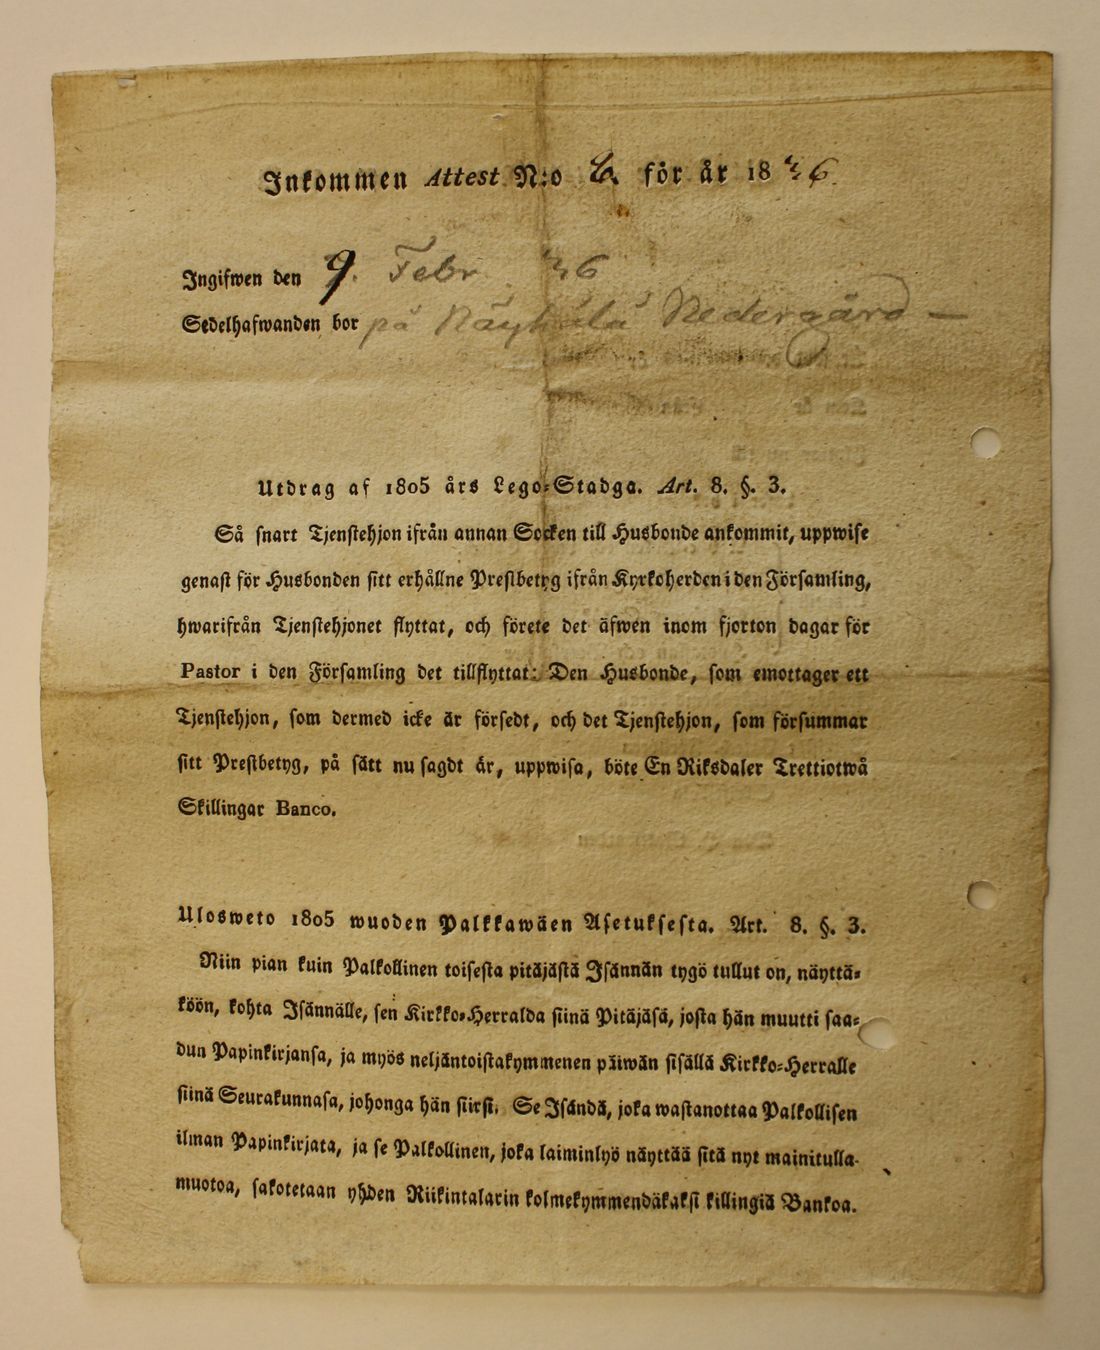 Inkommen Attest N:o 6. för år 1826.
Ingifwen den 9. Febr 26
Sedelhafwanden bor på Näyhälä Nedergård —
Utdrag af 1805 års Lego-Stadga. Art. 8. §. 3.
Så snart Tjenstehjon ifrån annan Socken till Husbonde ankommit, uppwise
genast för Husbonden sitt erhållne Prestbetyg ifrån Kyrkoherden i den Församling,
hwarifrån Tjenstehjonet flyttat, och förete det äfwen inom fjorton dagar för
Pastor i den Församling det tillflyttat: Den Husbonde, som emottager ett
Tjenstehjon, som dermed icke är försedt, och det Tjenstehjon, som försummar
sitt Prestbetyg, på sätt nu sagdt är, uppwisa, böte En Riksdaler Trettiotwå
Skillingar Banco.
Ulosweto 1805 wuoden Palkkawäen Asetuksesta. Art. 8. §. 3.
Niin pian kuin Palkollinen toisesta pitäjästä Isännän tygö tullut on, näyttä-
köön, kohta Isännälle, sen Kirkko-Herralda siinä Pitäjäsä, josta hän muutti saa-
dun Papinkirjansa, ja myös neljäntoistakymmenen päiwän sisällä Kirkko-Herralle
siinä Seurakunnasa, johonga hän siirsi. Se Isändä, joka wastanottaa Palkollisen
ilman Papinkirjata, ja se Palkollinen, joka laiminlyö näyttää sitä nyt mainitulla
muotoa, sakotetaan yhden Riikintalarin kolmekymmendäkaksi killingiä Bankoa.